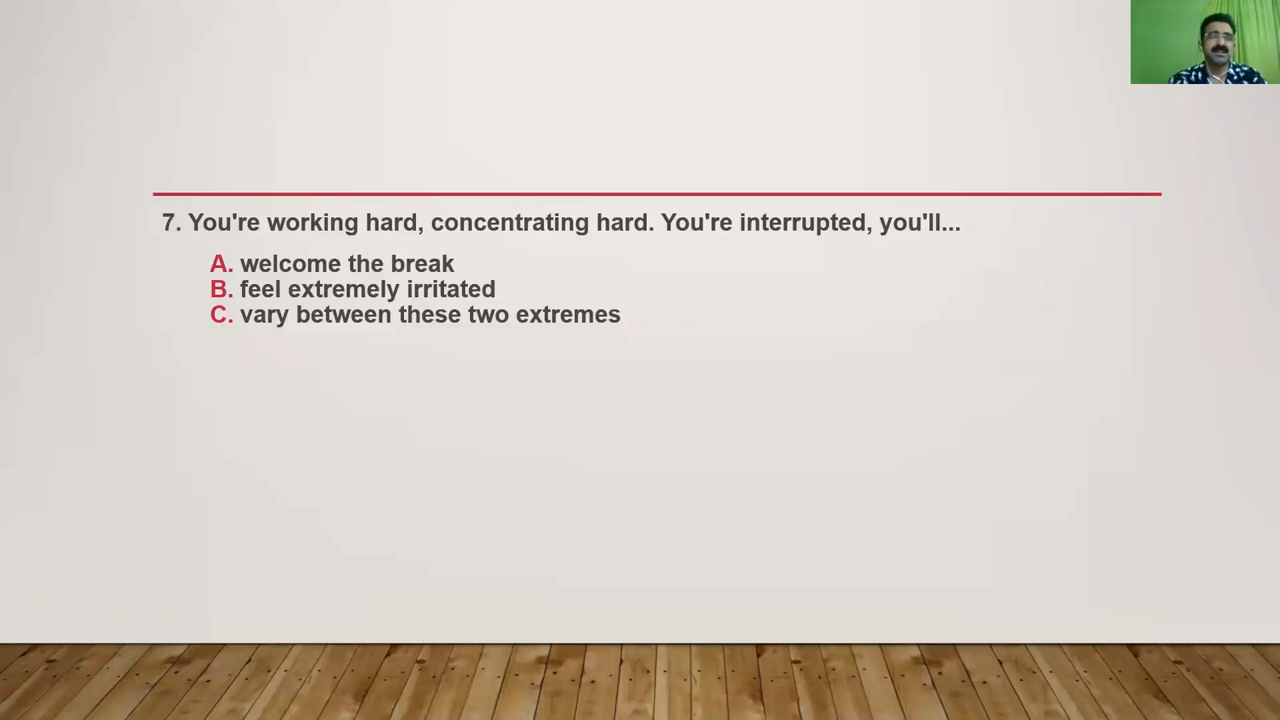 7. You're working hard, concentrating hard. You're interrupted, you'll...
A. welcome the break
B. feel extremely irritated
C. vary between these two extremes